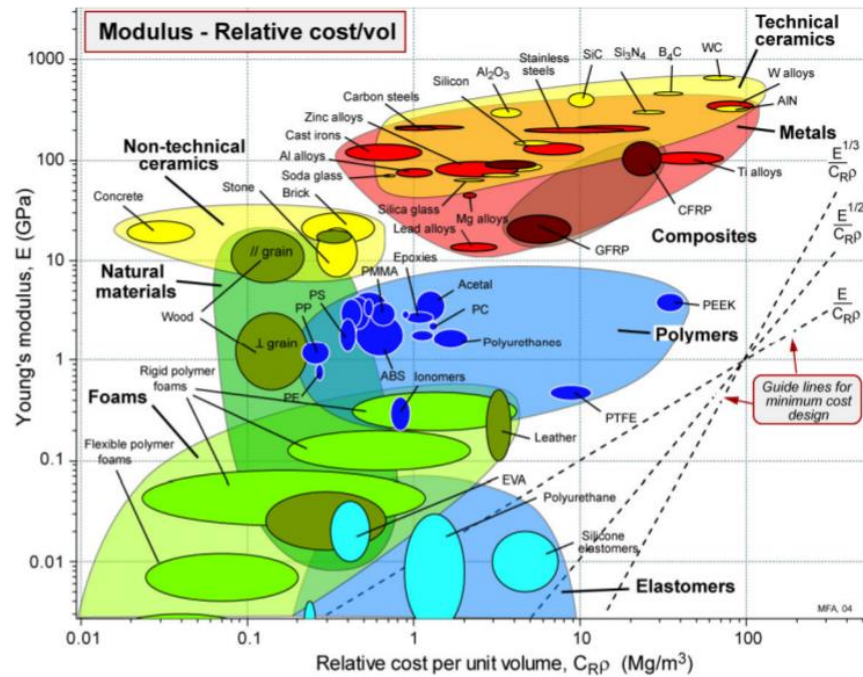 Modulus - Relative cost/vol
Technical
ceramics
Al2O3
Stainless
steels
SiC
Si3N4
B4C
WC
Silicon
W alloys
AlN
Carbon steels
Zinc alloys
Cast irons
Al alloys
Soda glass
Metals
Non-technical
ceramics
Stone
Brick
Concrete
Silica glass
Mg alloys
Lead alloys
GFRP
CFRP
Ti alloys
Composites
E1/3
CRρ
E1/2
CRρ
E
CRρ
// grain
Natural
materials
Wood
⊥ grain
PMMA
Epoxies
PS
PP
Acetal
PC
PEEK
Polymers
Polyurethanes
PE
ABS
Ionomers
PTFE
Leather
Guide lines for
minimum cost
design
Rigid polymer
foams
Foams
Flexible polymer
foams
EVA
Polyurethane
Silicone
elastomers
Elastomers
MFA, 04
Young's modulus, E (GPa)
1000
100
10
1
0.1
0.01
0.01
0.1
1
10
100
Relative cost per unit volume, CRρ (Mg/m3)